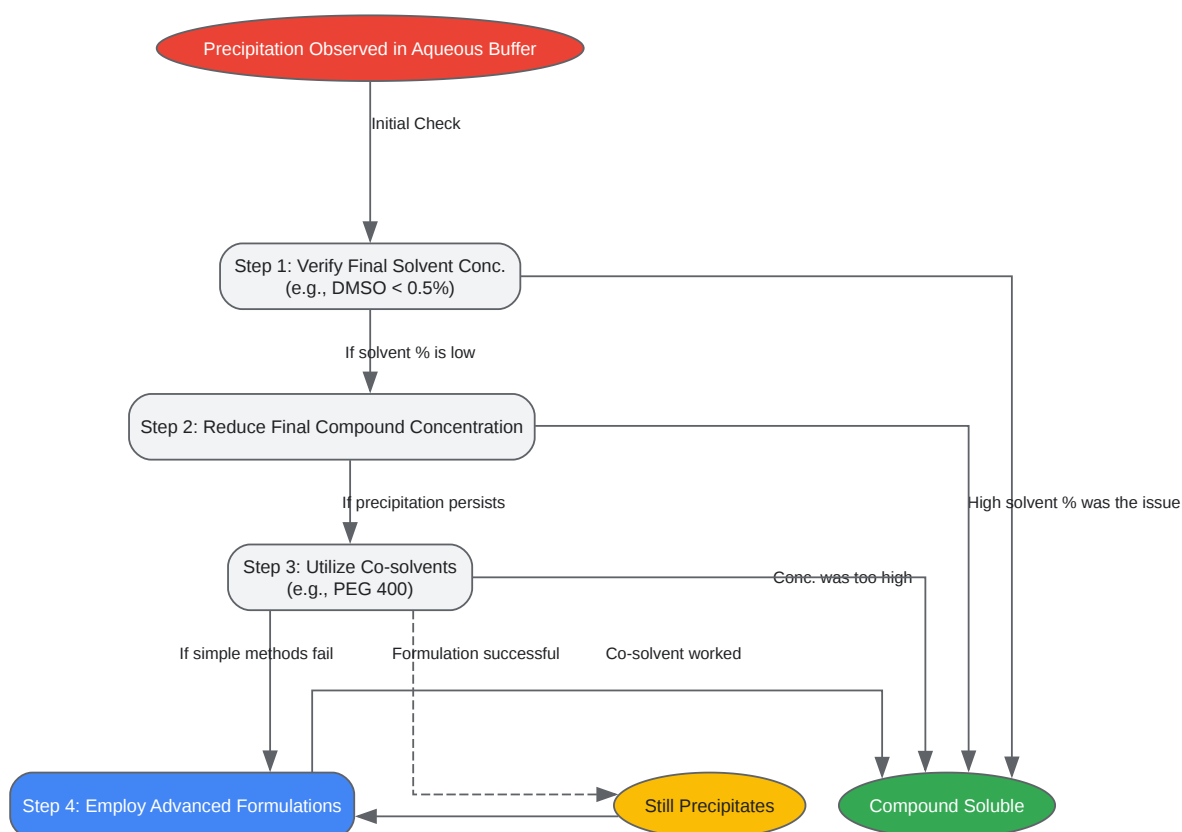 Precipitation Observed in Aqueous Buffer
Initial Check
Step 1: Verify Final Solvent Conc.
(e.g., DMSO < 0.5%)
If solvent % is low
Step 2: Reduce Final Compound Concentration
If precipitation persists
High solvent % was the issue
Step 3: Utilize Co-solvents
(e.g., PEG 400)
Conc. was too high
If simple methods fail
Formulation successful
Co-solvent worked
Step 4: Employ Advanced Formulations
Still Precipitates
Compound Soluble